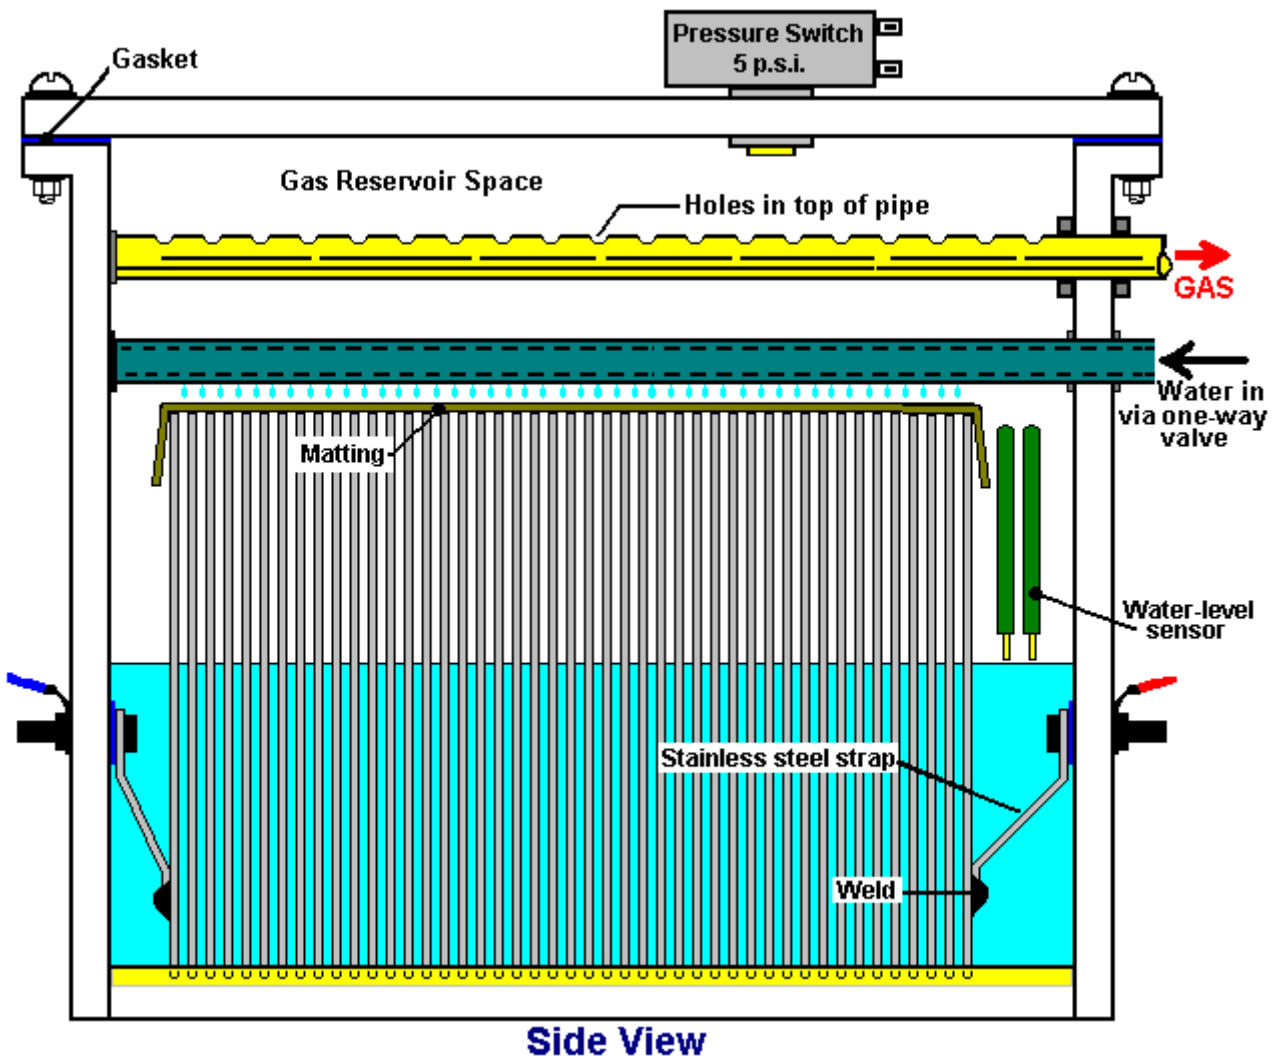 Pressure Switch
5 p.s.i.
Gasket
Gas Reservoir Space
Holes in top of pipe
GAS
Water in
via one-way
valve
Matting
Water-level
sensor
Stainless steel strap
Weld
Side View